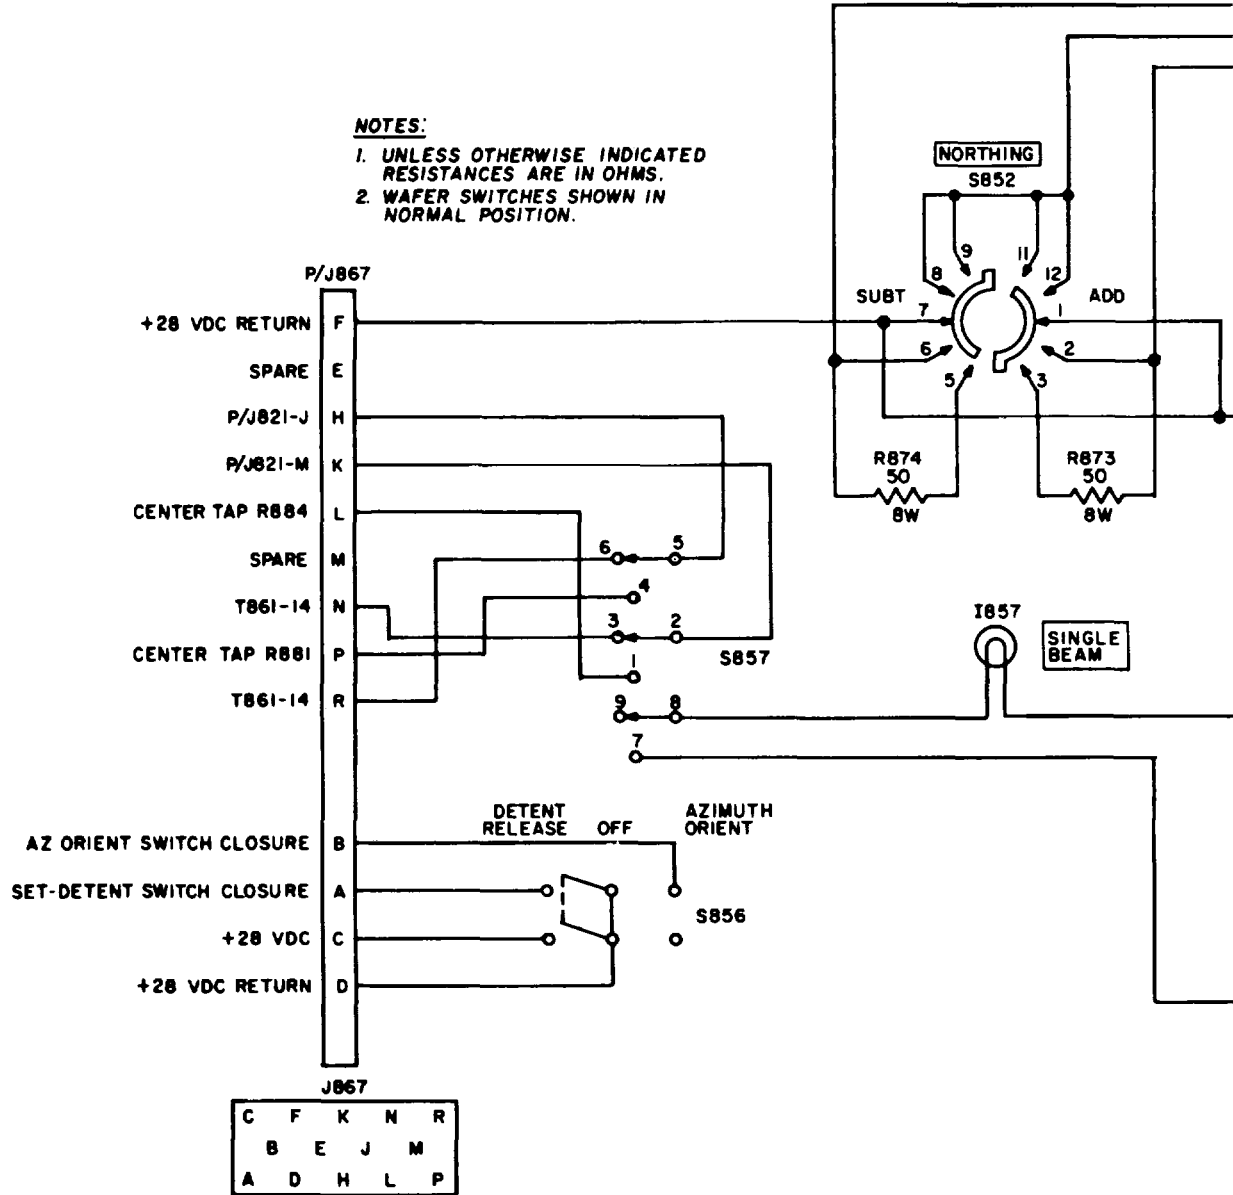 NOTES:
1. UNLESS OTHERWISE INDICATED
RESISTANCES ARE IN OHMS.
2. WAFER SWITCHES SHOWN IN
NORMAL POSITION.
NORTHING
S852
9
11
8
12
SUBT
7
1
ADD
6
2
5
3
R874
50
8W
R873
50
8W
P/J867
+28 VDC RETURN F
SPARE E
P/J821-J H
P/J821-M K
CENTER TAP R884 L
SPARE M
T861-14 N
CENTER TAP R881 P
T861-14 R
6
5
4
3
2
S857
1
9
8
7
I857
SINGLE
BEAM
DETENT
RELEASE
OFF
AZIMUTH
ORIENT
AZ ORIENT SWITCH CLOSURE B
SET-DETENT SWITCH CLOSURE A
S856
+28 VDC C
+28 VDC RETURN D
J867
C F K N R
B E J M
A D H L P